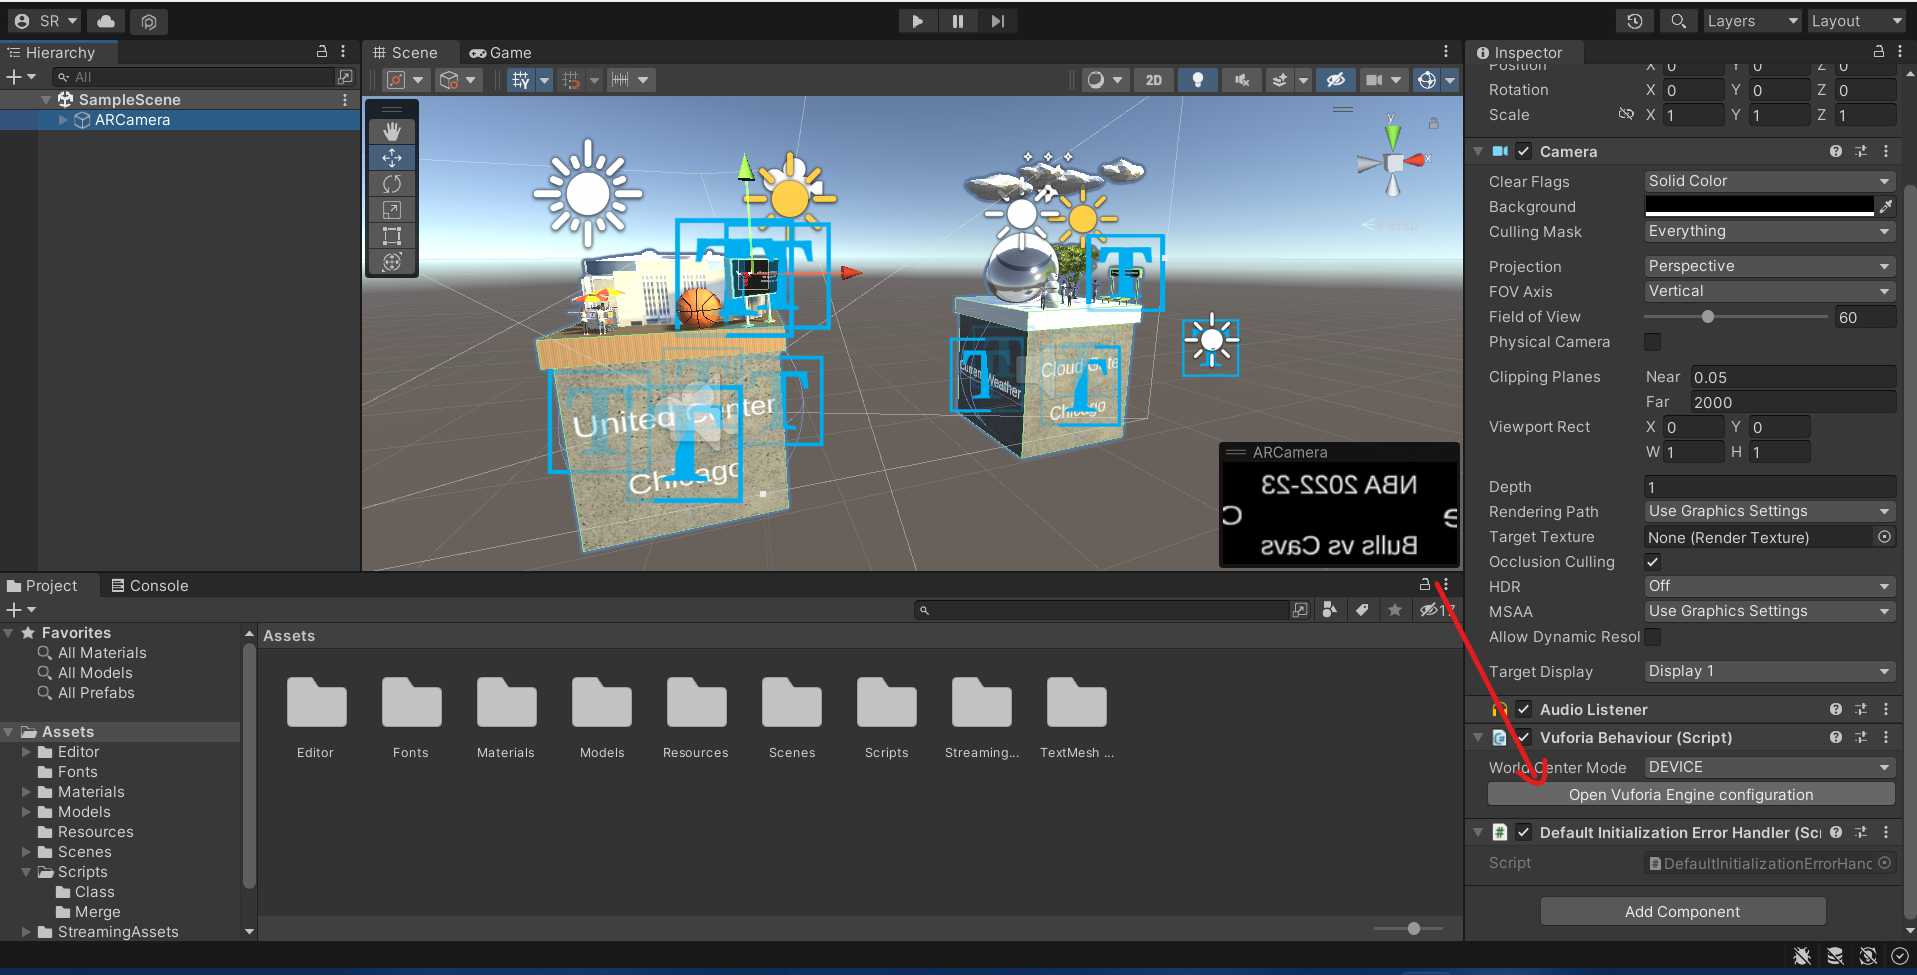 SR
Layers
Layout
Hierarchy
All
SampleScene
ARCamera
Scene
Game
2D
y
x
Persp
United Center
Chicago
Current Weather
Cloud Gate
Chicago
ARCamera
NBA 2022-23
C
e
Bulls vs Cavs
Inspector
Position X 0 Y 0 Z 0
Rotation X 0 Y 0 Z 0
Scale X 1 Y 1 Z 1
Camera
Clear Flags Solid Color
Background
Culling Mask Everything
Projection Perspective
FOV Axis Vertical
Field of View 60
Physical Camera
Clipping Planes Near 0.05
Far 2000
Viewport Rect X 0 Y 0
W 1 H 1
Depth 1
Rendering Path Use Graphics Settings
Target Texture None (Render Texture)
Occlusion Culling
HDR Off
MSAA Use Graphics Settings
Allow Dynamic Resol
Target Display Display 1
Audio Listener
Vuforia Behaviour (Script)
World Center Mode DEVICE
Open Vuforia Engine configuration
Default Initialization Error Handler (Scr
Script DefaultInitializationErrorHanc
Add Component
Project
Console
17
Favorites
All Materials
All Models
All Prefabs
Assets
Editor
Fonts
Materials
Models
Resources
Scenes
Scripts
Class
Merge
StreamingAssets
Assets
Editor Fonts Materials Models Resources Scenes Scripts Streaming... TextMesh ...